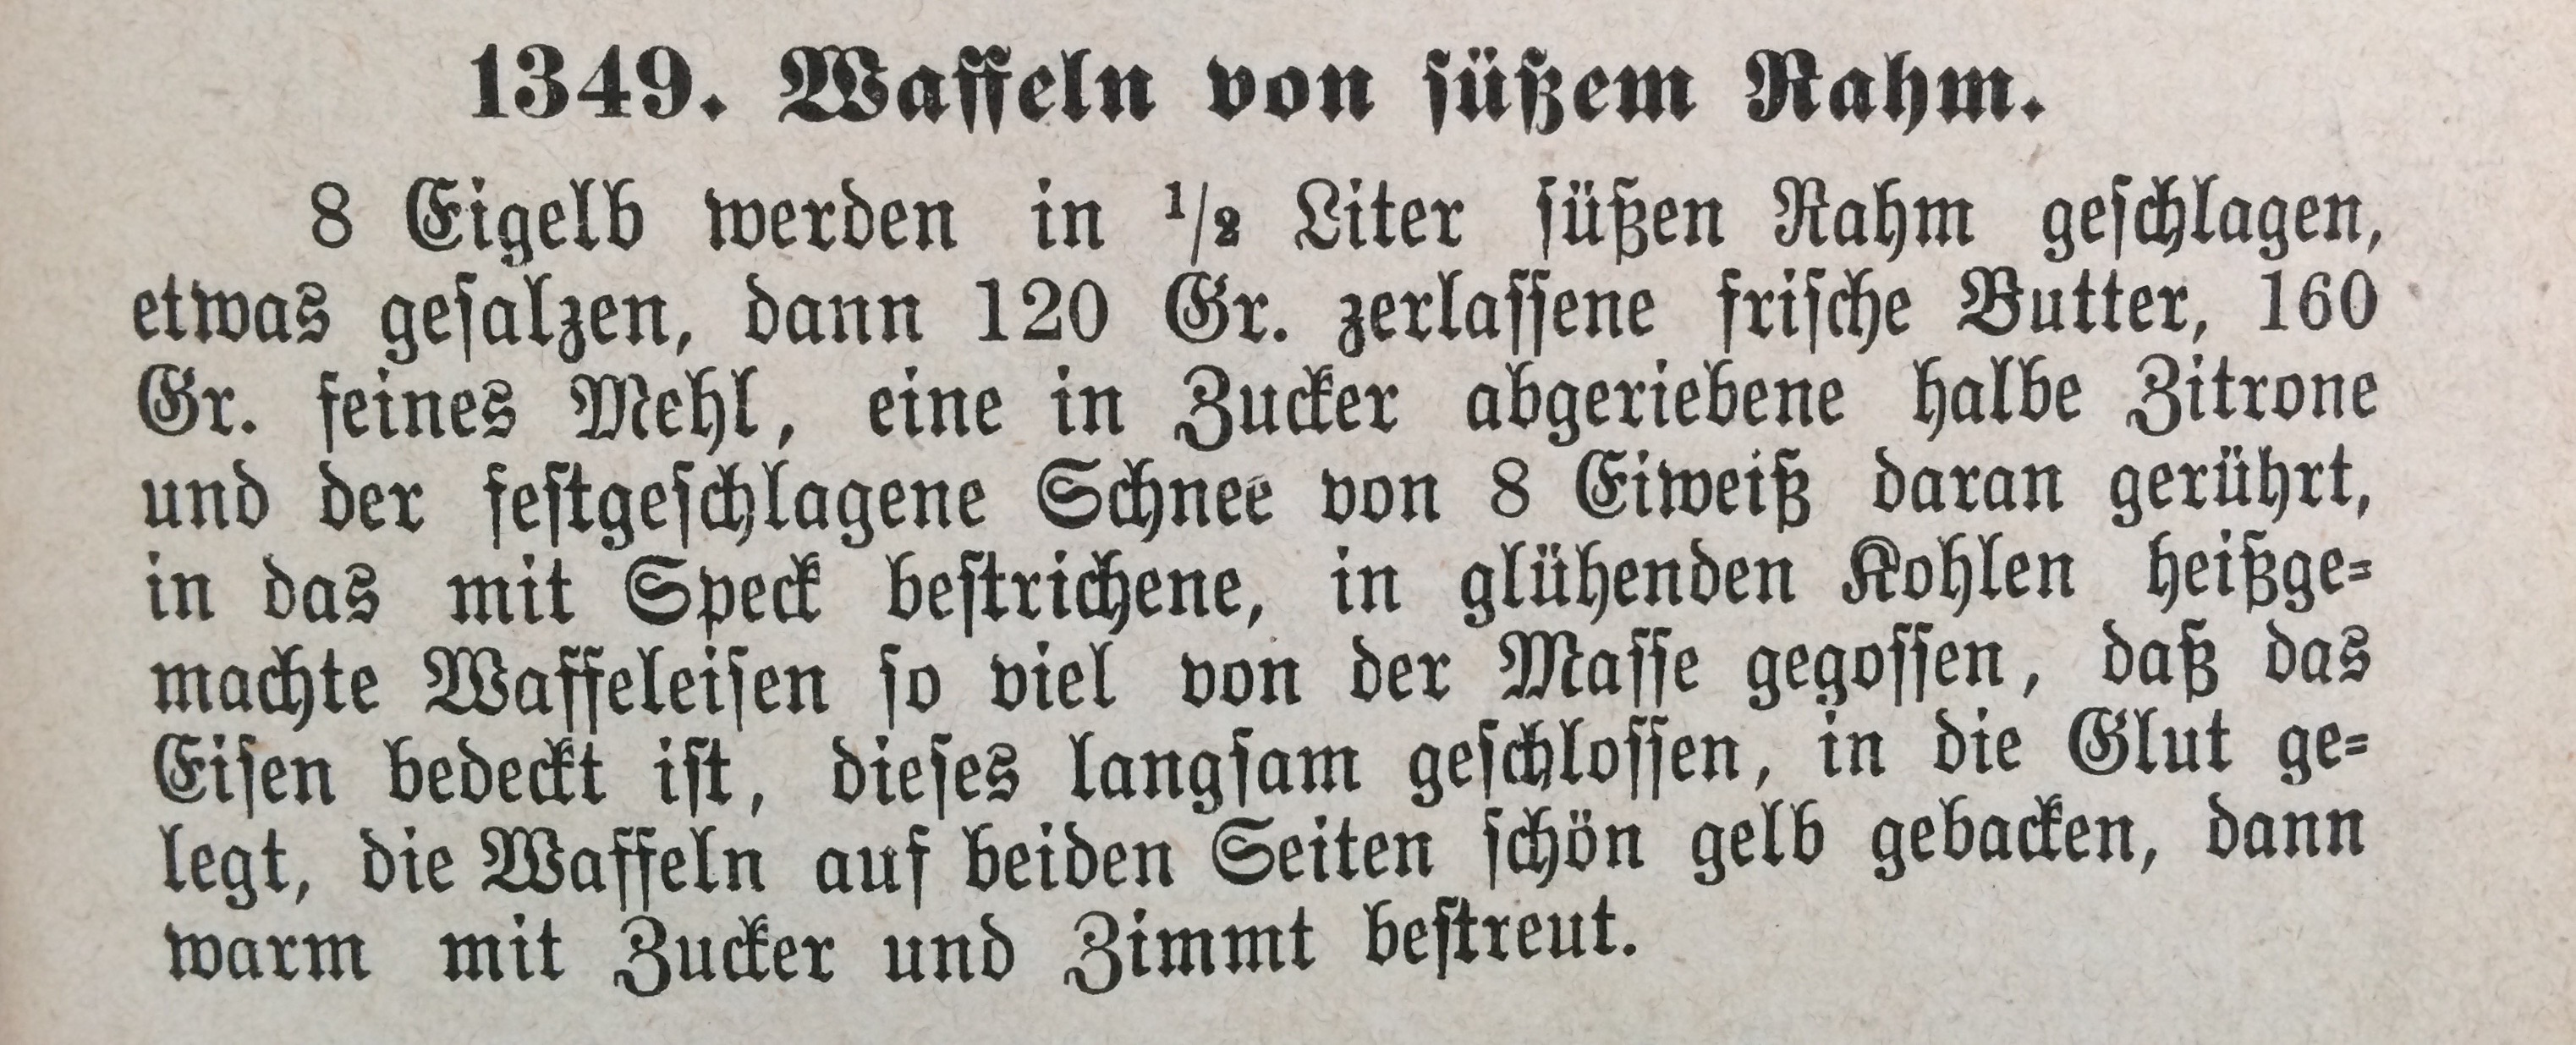 1349. Waffeln von süßem Rahm.
8 Eigelb werden in 1/2 Liter süßen Rahm geschlagen,
etwas gesalzen, dann 120 Gr. zerlassene frische Butter, 160
Gr. feines Mehl, eine in Zucker abgeriebene halbe Zitrone
und der festgeschlagene Schnee von 8 Eiweiß daran gerührt,
in das mit Speck bestrichene, in glühenden Kohlen heißge=
machte Waffeleisen so viel von der Masse gegossen, daß das
Eisen bedeckt ist, dieses langsam geschlossen, in die Glut ge=
legt, die Waffeln auf beiden Seiten schön gelb gebacken, dann
warm mit Zucker und Zimmt bestreut.